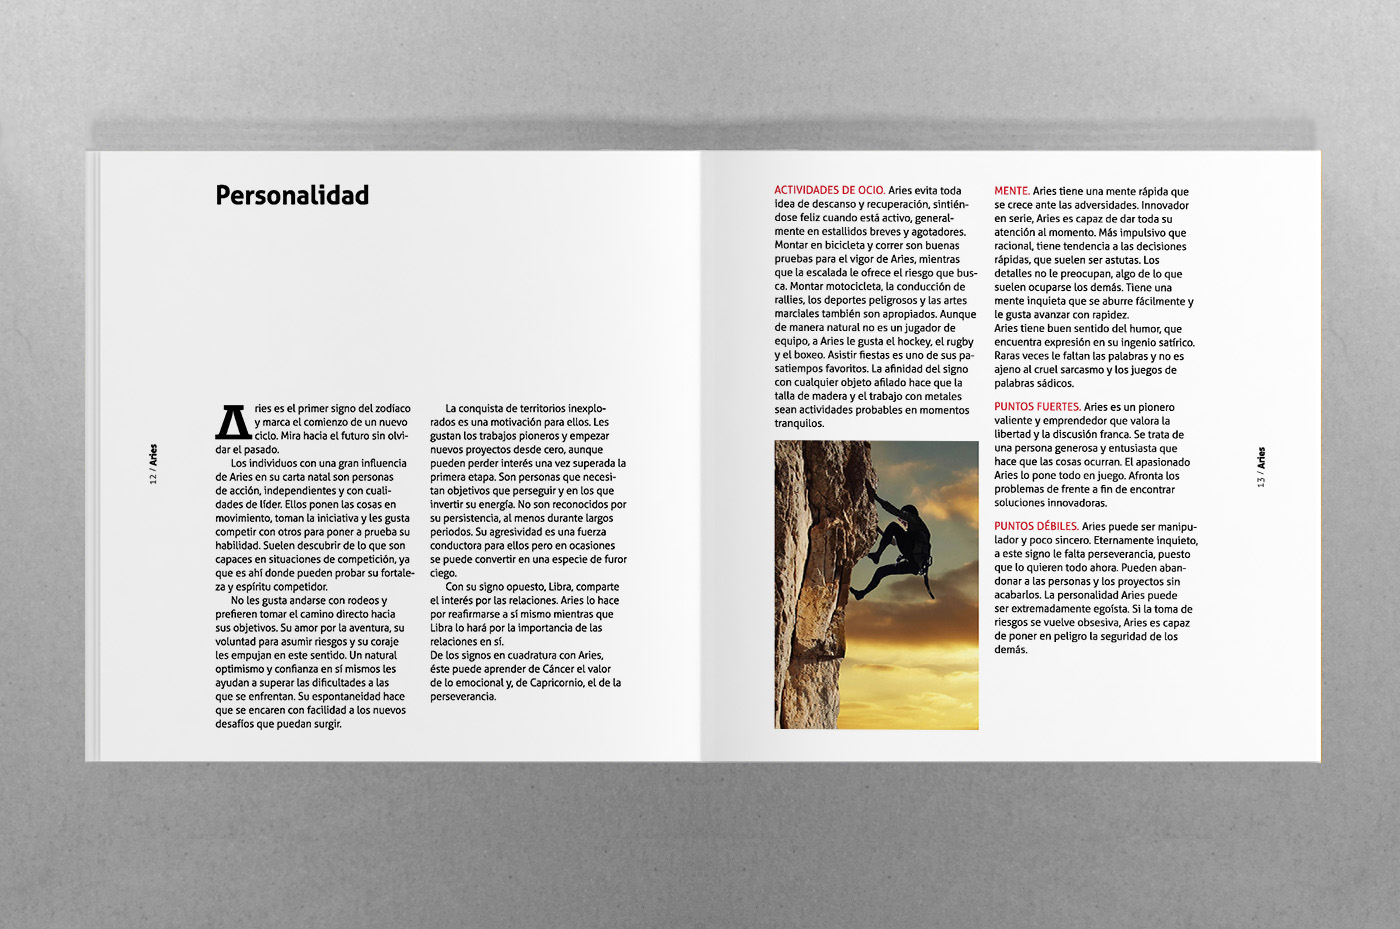 Personalidad
Aries es el primer signo del zodíaco
y marca el comienzo de un nuevo
ciclo. Mira hacia el futuro sin olvi-
dar el pasado.
Los individuos con una gran influencia
de Aries en su carta natal son personas
de acción, independientes y con cuali-
dades de líder. Ellos ponen las cosas en
movimiento, toman la iniciativa y les gusta
competir con otros para poner a prueba su
habilidad. Suelen descubrir de lo que son
capaces en situaciones de competición, ya
que es ahí donde pueden probar su fortale-
za y espíritu competidor.
No les gusta andarse con rodeos y
prefieren tomar el camino directo hacia
sus objetivos. Su amor por la aventura, su
voluntad para asumir riesgos y su coraje
les empujan en este sentido. Un natural
optimismo y confianza en sí mismos les
ayudan a superar las dificultades a las
que se enfrentan. Su espontaneidad hace
que se encaren con facilidad a los nuevos
desafíos que puedan surgir.
La conquista de territorios inexplo-
rados es una motivación para ellos. Les
gustan los trabajos pioneros y empezar
nuevos proyectos desde cero, aunque
pueden perder interés una vez superada la
primera etapa. Son personas que necesi-
tan objetivos que perseguir y en los que
invertir su energía. No son reconocidos por
su persistencia, al menos durante largos
periodos. Su agresividad es una fuerza
conductora para ellos pero en ocasiones
se puede convertir en una especie de furor
ciego.
Con su signo opuesto, Libra, comparte
el interés por las relaciones. Aries lo hace
por reafirmarse a sí mismo mientras que
Libra lo hará por la importancia de las
relaciones en sí.
De los signos en cuadratura con Aries,
éste puede aprender de Cáncer el valor
de lo emocional y, de Capricornio, el de la
perseverancia.
12 / Aries
ACTIVIDADES DE OCIO. Aries evita toda
idea de descanso y recuperación, sintién-
dose feliz cuando está activo, general-
mente en estallidos breves y agotadores.
Montar en bicicleta y correr son buenas
pruebas para el vigor de Aries, mientras
que la escalada le ofrece el riesgo que bus-
ca. Montar motocicleta, la conducción de
rallies, los deportes peligrosos y las artes
marciales también son apropiados. Aunque
de manera natural no es un jugador de
equipo, a Aries le gusta el hockey, el rugby
y el boxeo. Asistir fiestas es uno de sus pa-
satiempos favoritos. La afinidad del signo
con cualquier objeto afilado hace que la
talla de madera y el trabajo con metales
sean actividades probables en momentos
tranquilos.
MENTE. Aries tiene una mente rápida que
se crece ante las adversidades. Innovador
en serie, Aries es capaz de dar toda su
atención al momento. Más impulsivo que
racional, tiene tendencia a las decisiones
rápidas, que suelen ser astutas. Los
detalles no le preocupan, algo de lo que
suelen ocuparse los demás. Tiene una
mente inquieta que se aburre fácilmente y
le gusta avanzar con rapidez.
Aries tiene buen sentido del humor, que
encuentra expresión en su ingenio satírico.
Raras veces le faltan las palabras y no es
ajeno al cruel sarcasmo y los juegos de
palabras sádicos.
PUNTOS FUERTES. Aries es un pionero
valiente y emprendedor que valora la
libertad y la discusión franca. Se trata de
una persona generosa y entusiasta que
hace que las cosas ocurran. El apasionado
Aries lo pone todo en juego. Afronta los
problemas de frente a fin de encontrar
soluciones innovadoras.
PUNTOS DÉBILES. Aries puede ser manipu-
lador y poco sincero. Eternamente inquieto,
a este signo le falta perseverancia, puesto
que lo quieren todo ahora. Pueden aban-
donar a las personas y los proyectos sin
acabarlos. La personalidad Aries puede
ser extremadamente egoísta. Si la toma de
riesgos se vuelve obsesiva, Aries es capaz
de poner en peligro la seguridad de los
demás.
13 / Aries